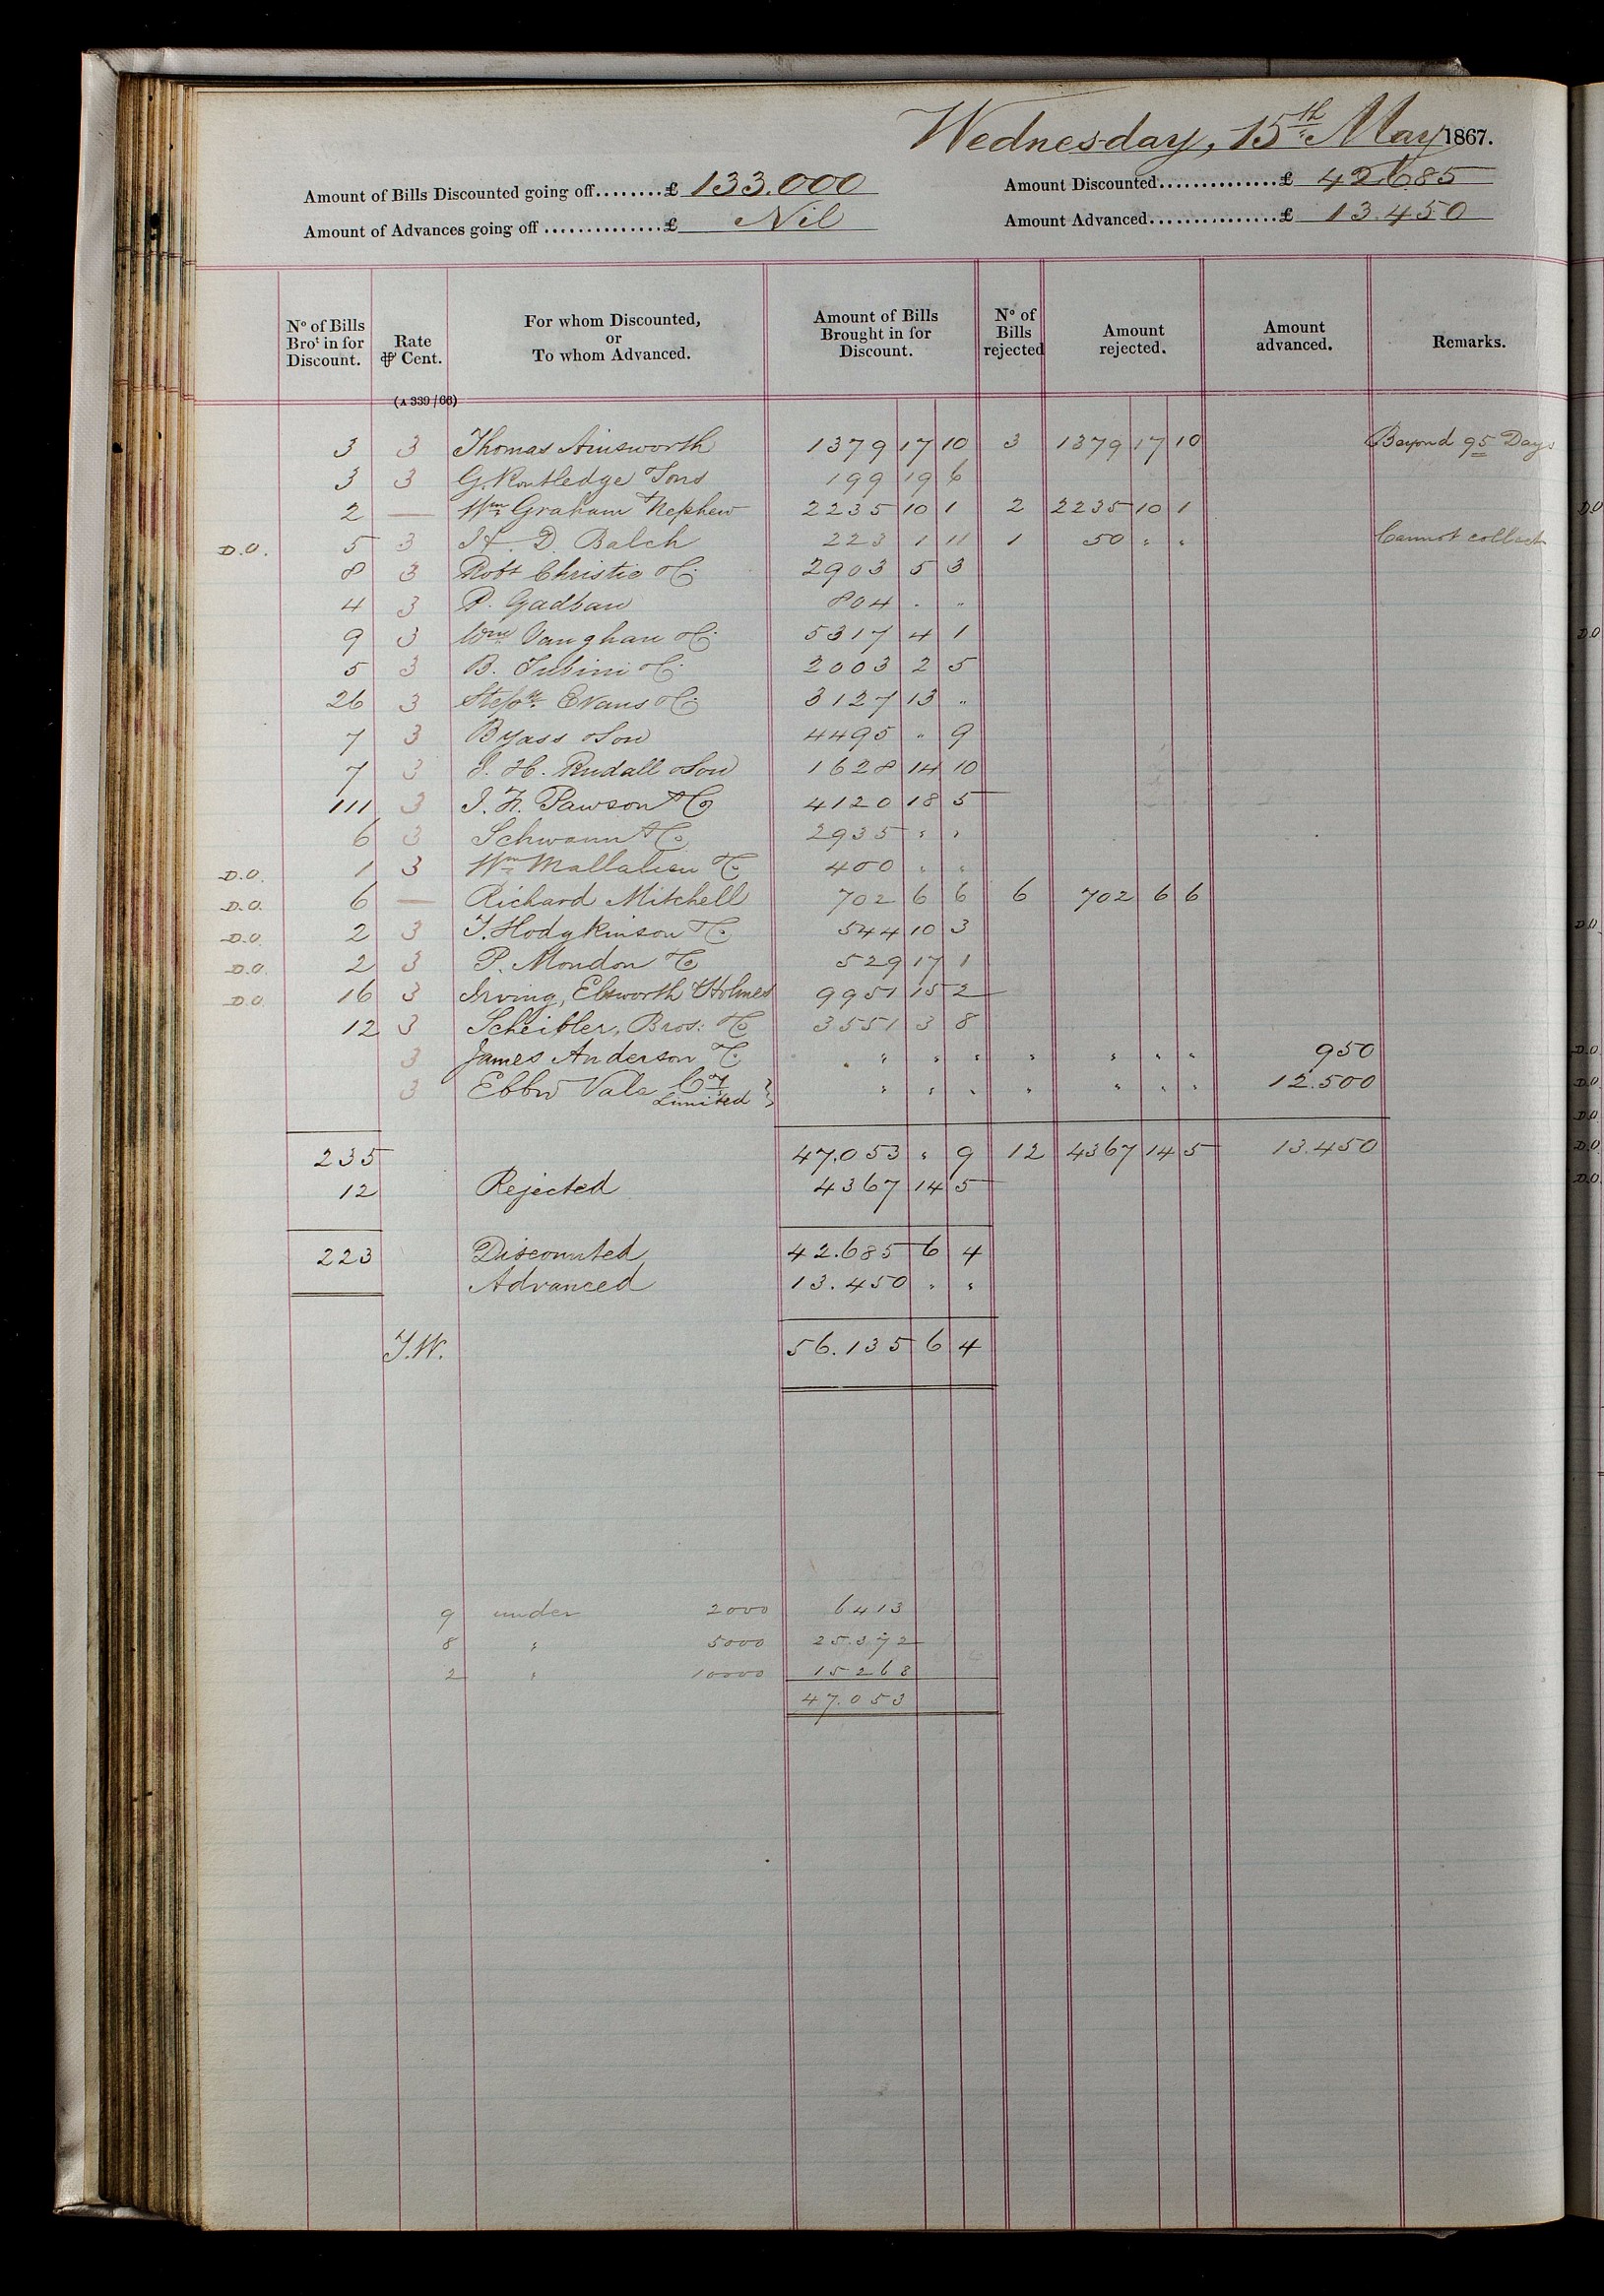 Wednesday, 15th May 1867.
Amount of Bills Discounted going off........£ 133.000 Amount Discounted..............£ 42685
Amount of Advances going off ..............£ Nil Amount Advanced...............£ 13.450
No of Bills Brot in for Discount. Rate ⅌ Cent. For whom Discounted, or To whom Advanced. Amount of Bills Brought in for Discount. No of Bills rejected Amount rejected. Amount advanced. Remarks.
(A 339/66)
3 3 Thomas Ainsworth 1379 17 10 3 1379 17 10 Beyond 95 Days
3 3 G. Routledge & Sons 199 19 6
2 — Wm Graham & Nephew 2235 10 1 2 2235 10 1
D.O. 5 3 H. D. Balch 223 1 11 1 50 " " Cannot collect
8 3 Robt Christie & Co. 2903 5 3
4 3 P. Gadban 804 . "
9 3 Wm Vaughan & Co. 5317 4 1
5 3 B. Tubini & Co. 2003 2 5
26 3 Evans & Co. 3127 13 "
7 3 Byass & Son 4495 " 9
7 3 J. H. Rudall & Son 1628 14 10
111 3 J. F. Pawson & Co 4120 18 5
6 3 Schwann & Co. 2935 " "
D.O. 1 3 Wm Mallalieu & Co. 400 " "
D.O. 6 — Richard Mitchell 702 6 6 6 702 6 6
D.O. 2 3 T. Hodgkinson & Co. 544 10 3
D.O. 2 3 P. Mondon & Co 529 17 1
D.O. 16 3 Irving, Ebsworth & Holmes 9951 15 2
12 3 Scheibler, Bros: & Co 3551 3 8
3 James Anderson & Co. " " " " " " " 950
3 Ebbw Vale Cy Limited } " " " " " " " 12.500
235 47.053 " 9 12 4367 14 5 13.450
12 Rejected 4367 14 5
223 Discounted 42.685 6 4
Advanced 13.450 " "
J.W. 56.135 6 4
9 under 2000 6413
8 " 5000 25.372
2 " 10000 15268
47.053
D.O
D.O
D.O
D.O
D.O
D.O
D.O
D.O